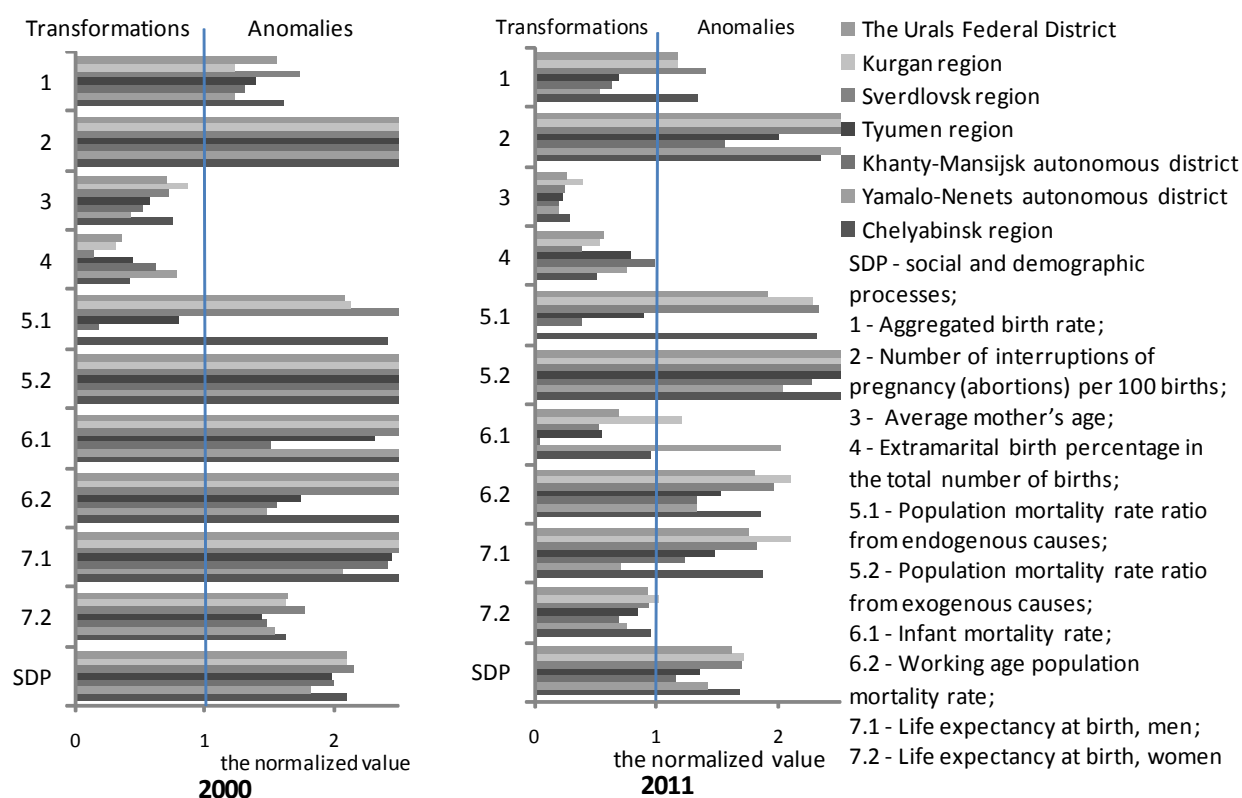 Transformations Anomalies
1
2
3
4
5.1
5.2
6.1
6.2
7.1
7.2
SDP
0 1 2
the normalized value
2000
Transformations Anomalies
1
2
3
4
5.1
5.2
6.1
6.2
7.1
7.2
SDP
0 1 2
the normalized value
2011
The Urals Federal District
Kurgan region
Sverdlovsk region
Tyumen region
Khanty-Mansijsk autonomous district
Yamalo-Nenets autonomous district
Chelyabinsk region
SDP - social and demographic
processes;
1 - Aggregated birth rate;
2 - Number of interruptions of
pregnancy (abortions) per 100 births;
3 - Average mother's age;
4 - Extramarital birth percentage in
the total number of births;
5.1 - Population mortality rate ratio
from endogenous causes;
5.2 - Population mortality rate ratio
from exogenous causes;
6.1 - Infant mortality rate;
6.2 - Working age population
mortality rate;
7.1 - Life expectancy at birth, men;
7.2 - Life expectancy at birth, women